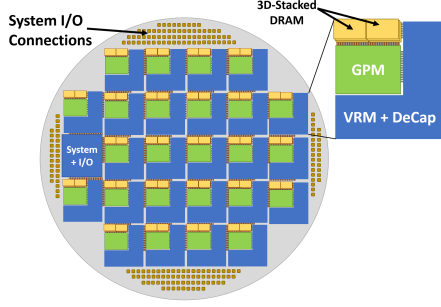 System I/O
Connections
3D-Stacked
DRAM
GPM
VRM + DeCap
System
+ I/O